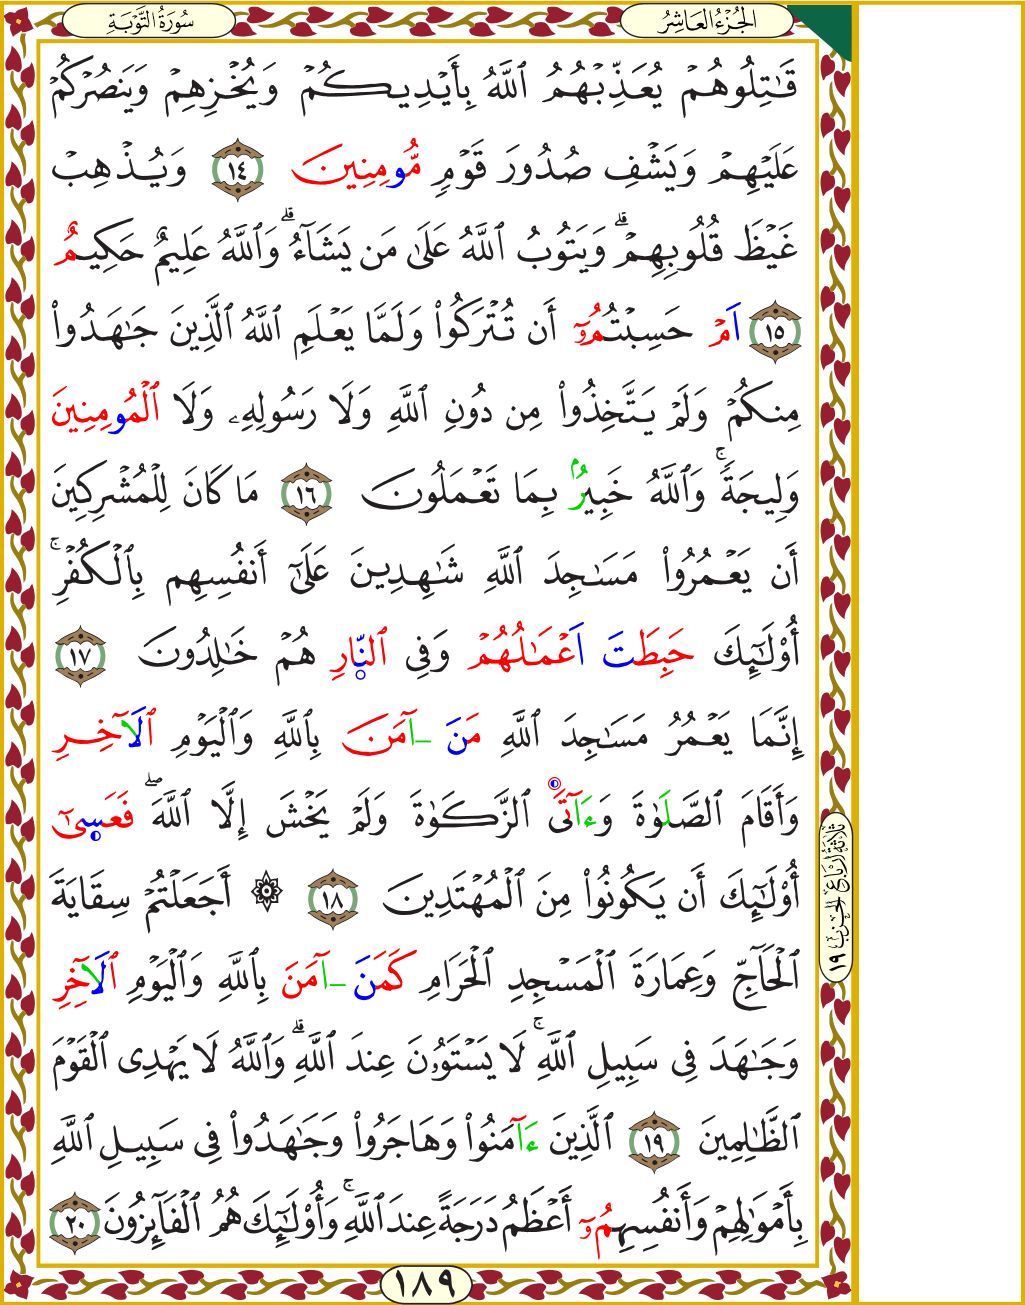 الجُزْءُ العَاشِرُ
سُورَةُ التَّوْبَةِ
قَٰتِلُوهُمْ يُعَذِّبْهُمُ ٱللَّهُ بِأَيْدِيكُمْ وَيُخْزِهِمْ وَيَنصُرْكُمْ
عَلَيْهِمْ وَيَشْفِ صُدُورَ قَوْمٍ مُّومِنِينَ ١٤ وَيُذْهِبْ
غَيْظَ قُلُوبِهِمْ ۗ وَيَتُوبُ ٱللَّهُ عَلَىٰ مَن يَشَآءُ ۗ وَٱللَّهُ عَلِيمٌ حَكِيمٌ
١٥ اَمْ حَسِبْتُمُۥٓ أَن تُتْرَكُوا۟ وَلَمَّا يَعْلَمِ ٱللَّهُ ٱلَّذِينَ جَٰهَدُوا۟
مِنكُمْ وَلَمْ يَتَّخِذُوا۟ مِن دُونِ ٱللَّهِ وَلَا رَسُولِهِۦ وَلَا ٱلْمُومِنِينَ
وَلِيجَةً ۚ وَٱللَّهُ خَبِيرُۢ بِمَا تَعْمَلُونَ ١٦ مَا كَانَ لِلْمُشْرِكِينَ
أَن يَعْمُرُوا۟ مَسَٰجِدَ ٱللَّهِ شَٰهِدِينَ عَلَىٰٓ أَنفُسِهِم بِٱلْكُفْرِ ۚ
أُو۟لَٰٓئِكَ حَبِطَتَ اَعْمَٰلُهُمْ وَفِى ٱلنّ۪ارِ هُمْ خَٰلِدُونَ ١٧
إِنَّمَا يَعْمُرُ مَسَٰجِدَ ٱللَّهِ مَنَ ـاٰمَنَ بِٱللَّهِ وَٱلْيَوْمِ ٱلَاٰخِرِ
وَأَقَامَ ٱلصَّلَوٰةَ وَءَاتَى ٱلزَّكَوٰةَ وَلَمْ يَخْشَ إِلَّا ٱللَّهَ ۖ فَعَس۪ىٰٓ
أُو۟لَٰٓئِكَ أَن يَكُونُوا۟ مِنَ ٱلْمُهْتَدِينَ ١٨ ۞ أَجَعَلْتُمْ سِقَايَةَ
ٱلْحَآجِّ وَعِمَارَةَ ٱلْمَسْجِدِ ٱلْحَرَامِ كَمَنَ ـاٰمَنَ بِٱللَّهِ وَٱلْيَوْمِ ٱلَاٰخِرِ
وَجَٰهَدَ فِى سَبِيلِ ٱللَّهِ ۚ لَا يَسْتَوُۥنَ عِندَ ٱللَّهِ ۗ وَٱللَّهُ لَا يَهْدِى ٱلْقَوْمَ
ٱلظَّٰلِمِينَ ١٩ ٱلَّذِينَ ءَامَنُوا۟ وَهَاجَرُوا۟ وَجَٰهَدُوا۟ فِى سَبِيلِ ٱللَّهِ
بِأَمْوَٰلِهِمْ وَأَنفُسِهِمُۥٓ أَعْظَمُ دَرَجَةً عِندَ ٱللَّهِ ۚ وَأُو۟لَٰٓئِكَ هُمُ ٱلْفَآئِزُونَ ٢٠
ثلاثة أرباع الحزب ١٩
١٨٩